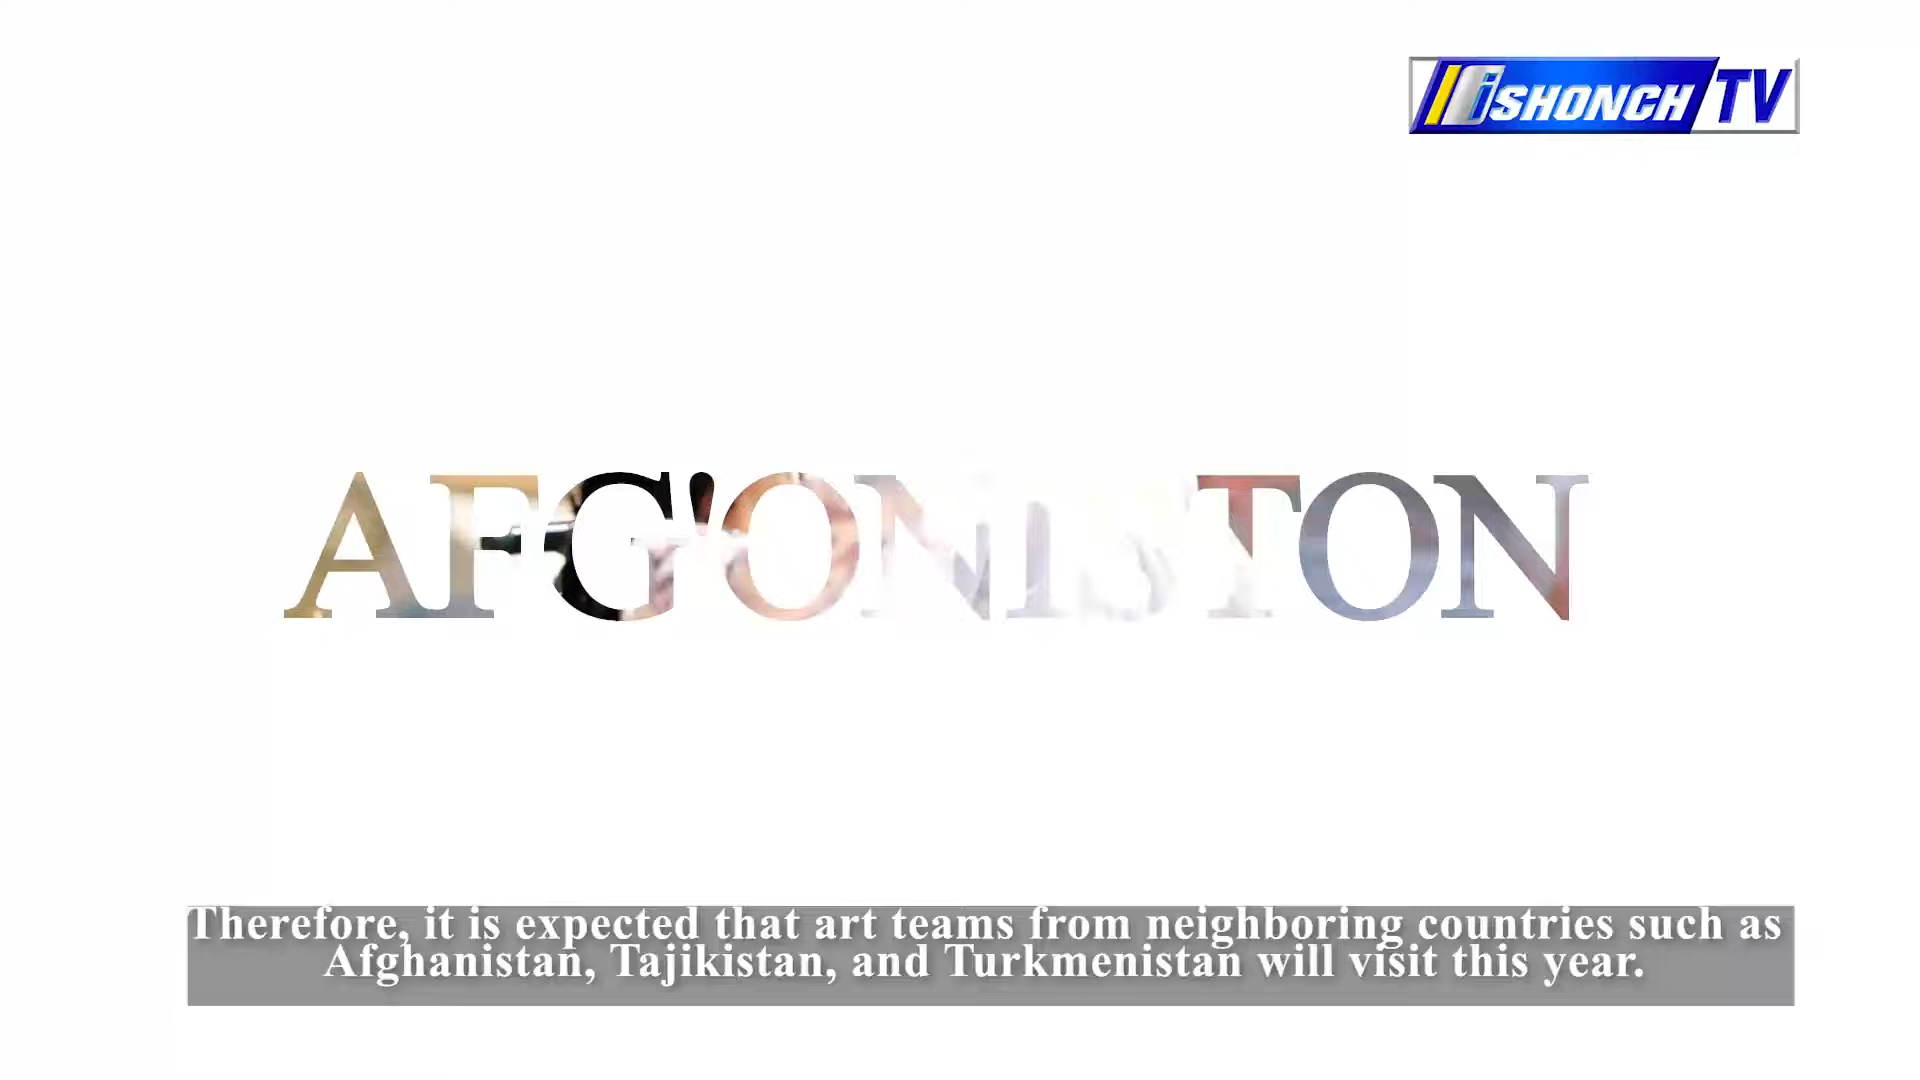 ISHONCH TV
AFG'ONISTON
Therefore, it is expected that art teams from neighboring countries such as
Afghanistan, Tajikistan, and Turkmenistan will visit this year.